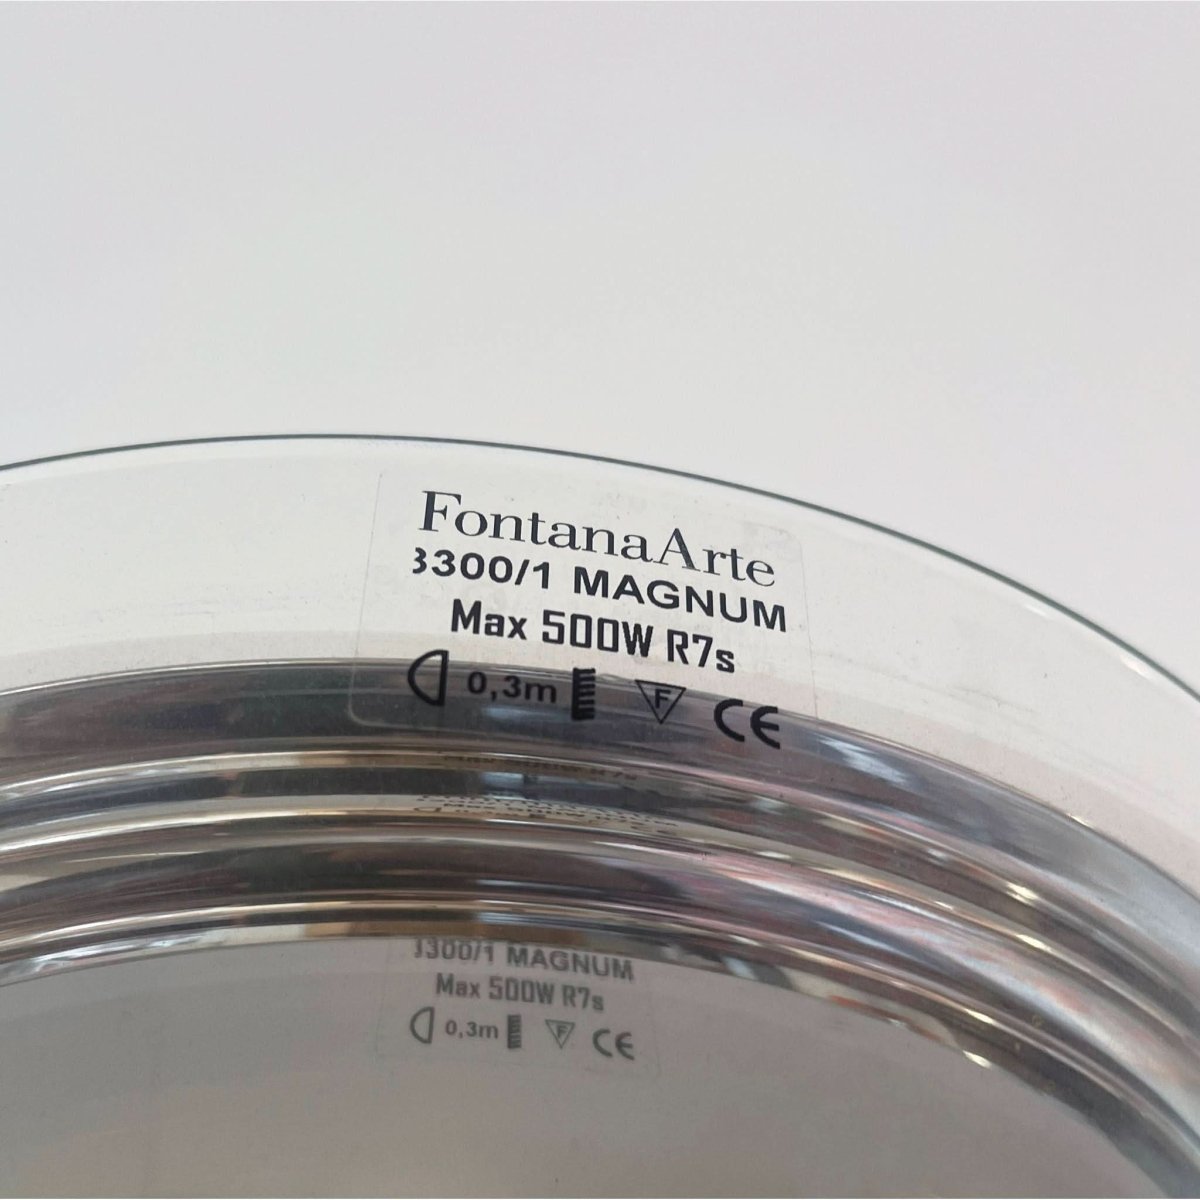 FontanaArte
3300/1 MAGNUM
Max 500W R7s
0,3m F CE
3300/1 MAGNUM
Max 500W R7s
0,3m F CE